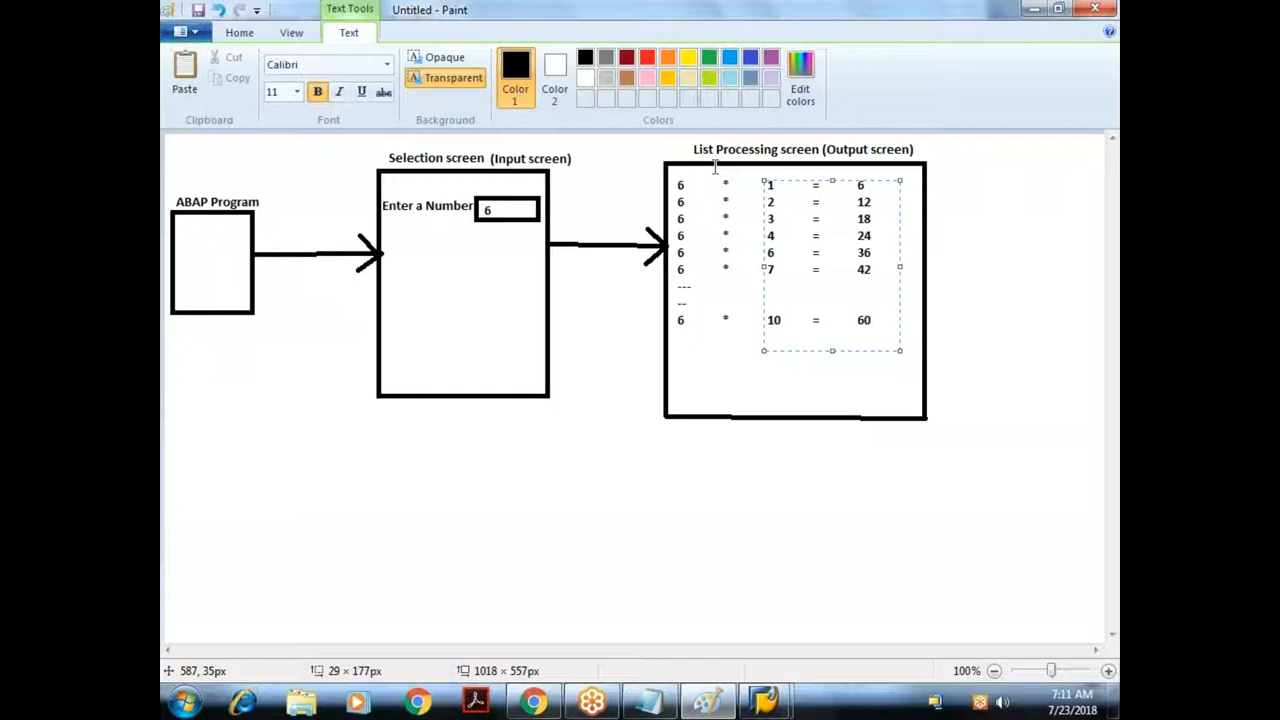 Text Tools
Untitled - Paint
Home
View
Text
Paste
Cut
Copy
Clipboard
Calibri
11
B
I
U
abc
Font
Opaque
Transparent
Background
Color 1
Color 2
Edit colors
Colors
ABAP Program
Selection screen (Input screen)
Enter a Number
6
List Processing screen (Output screen)
6 * 1 = 6
6 * 2 = 12
6 * 3 = 18
6 * 4 = 24
6 * 6 = 36
6 * 7 = 42
---
--
6 * 10 = 60
587, 35px
29 × 177px
1018 × 557px
100%
7:11 AM
7/23/2018